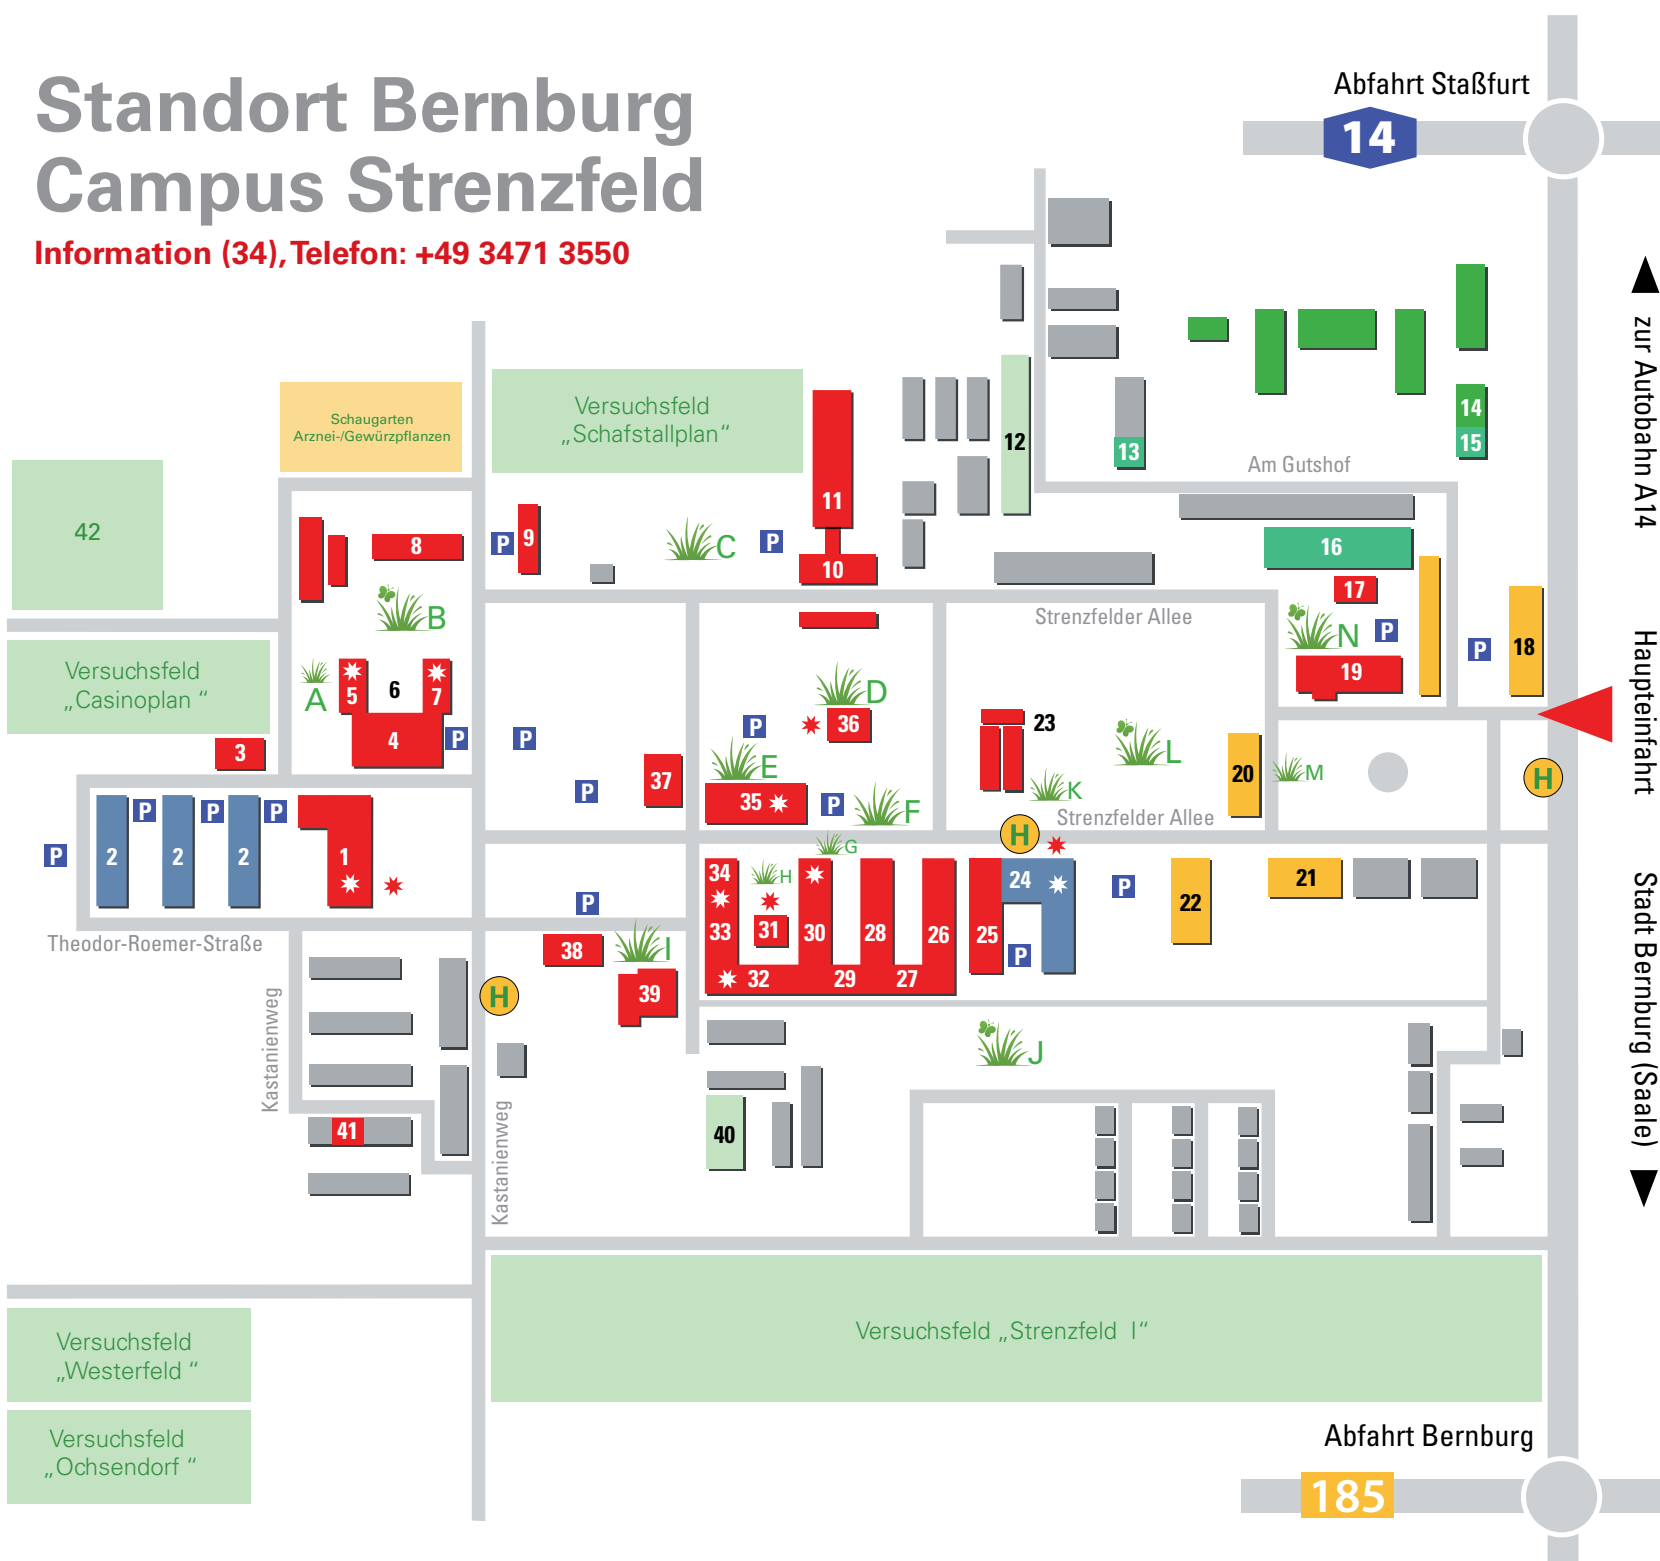 Standort Bernburg
Campus Strenzfeld
Information (34), Telefon: +49 3471 3550
Abfahrt Staßfurt
14
zur Autobahn A14
Haupteinfahrt
Stadt Bernburg (Saale)
Schaugarten
Arznei-/Gewürzpflanzen
Versuchsfeld
„Schafstallplan“
11
12
13
14
15
Am Gutshof
42
8
P
9
C
P
10
16
17
B
Strenzfelder Allee
N
P
P
18
Versuchsfeld
„Casinoplan “
A
5
6
7
D
19
3
4
P
P
P
36
23
L
37
E
20
M
H
P
K
P
P
P
35
P
F
Strenzfelder Allee
P
2
2
2
1
G
H
34
H
24
P
21
22
P
33
31
30
28
26
25
P
Theodor-Roemer-Straße
38
I
32
29
27
39
H
Kastanienweg
J
41
Kastanienweg
40
Versuchsfeld „Strenzfeld I“
Versuchsfeld
„Westerfeld “
Versuchsfeld
„Ochsendorf “
Abfahrt Bernburg
185